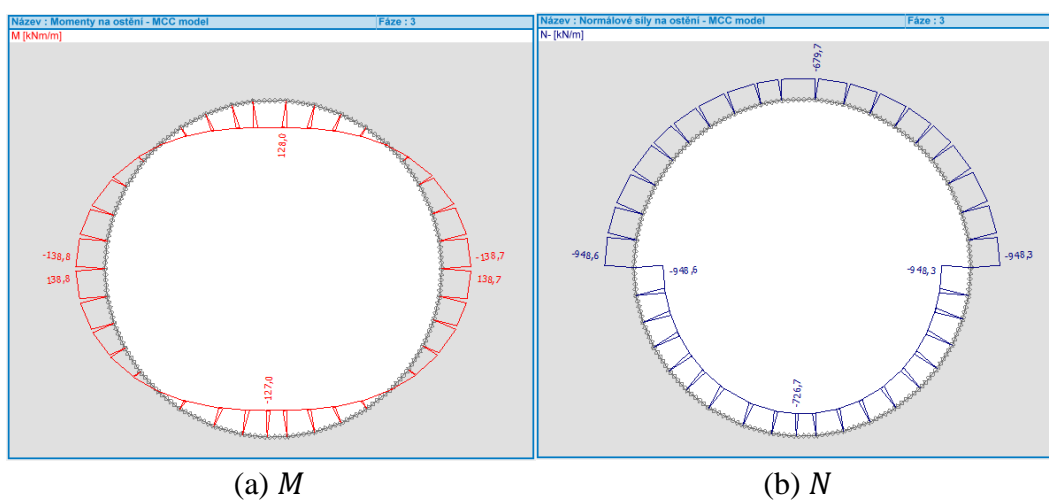 Název : Momenty na ostění - MCC model Fáze : 3
M [kNm/m]
128,0
-138,8
-138,7
138,8
138,7
-127,0
(a) M
Název : Normálové síly na ostění - MCC model Fáze : 3
N- [kN/m]
-679,7
-948,6
-948,3
-948,6
-948,3
-726,7
(b) N